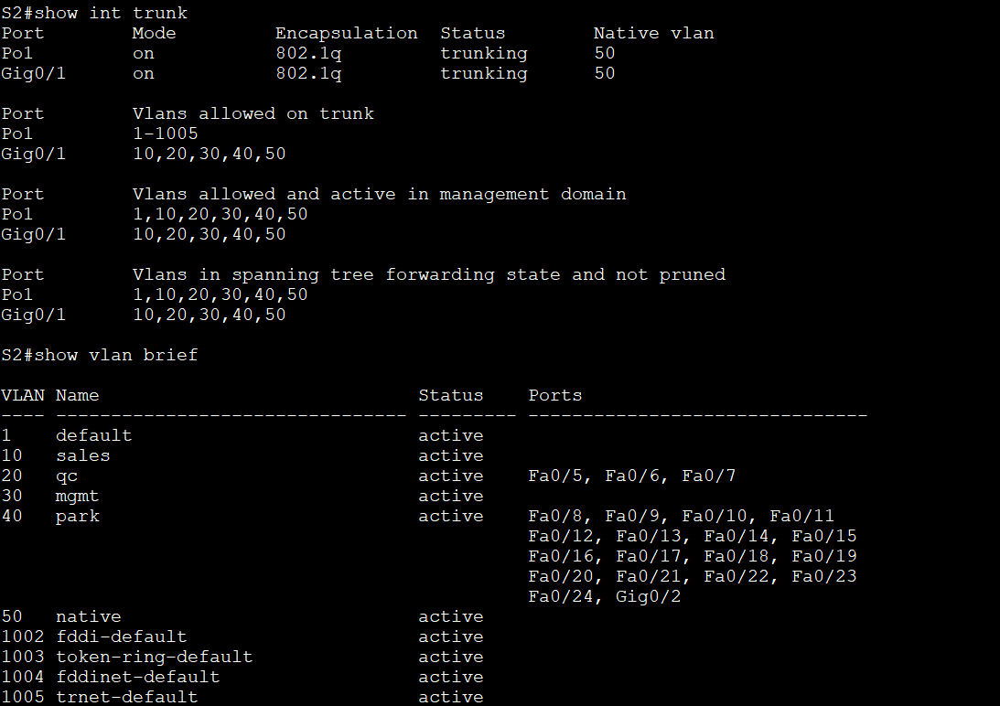 S2#show int trunk
Port        Mode         Encapsulation  Status        Native vlan
Po1         on           802.1q         trunking      50
Gig0/1      on           802.1q         trunking      50

Port        Vlans allowed on trunk
Po1         1-1005
Gig0/1      10,20,30,40,50

Port        Vlans allowed and active in management domain
Po1         1,10,20,30,40,50
Gig0/1      10,20,30,40,50

Port        Vlans in spanning tree forwarding state and not pruned
Po1         1,10,20,30,40,50
Gig0/1      10,20,30,40,50

S2#show vlan brief

VLAN Name                             Status    Ports
---- -------------------------------- --------- -------------------------------
1    default                          active
10   sales                            active
20   qc                               active    Fa0/5, Fa0/6, Fa0/7
30   mgmt                             active
40   park                             active    Fa0/8, Fa0/9, Fa0/10, Fa0/11
                                                Fa0/12, Fa0/13, Fa0/14, Fa0/15
                                                Fa0/16, Fa0/17, Fa0/18, Fa0/19
                                                Fa0/20, Fa0/21, Fa0/22, Fa0/23
                                                Fa0/24, Gig0/2
50   native                           active
1002 fddi-default                     active
1003 token-ring-default               active
1004 fddinet-default                  active
1005 trnet-default                    active